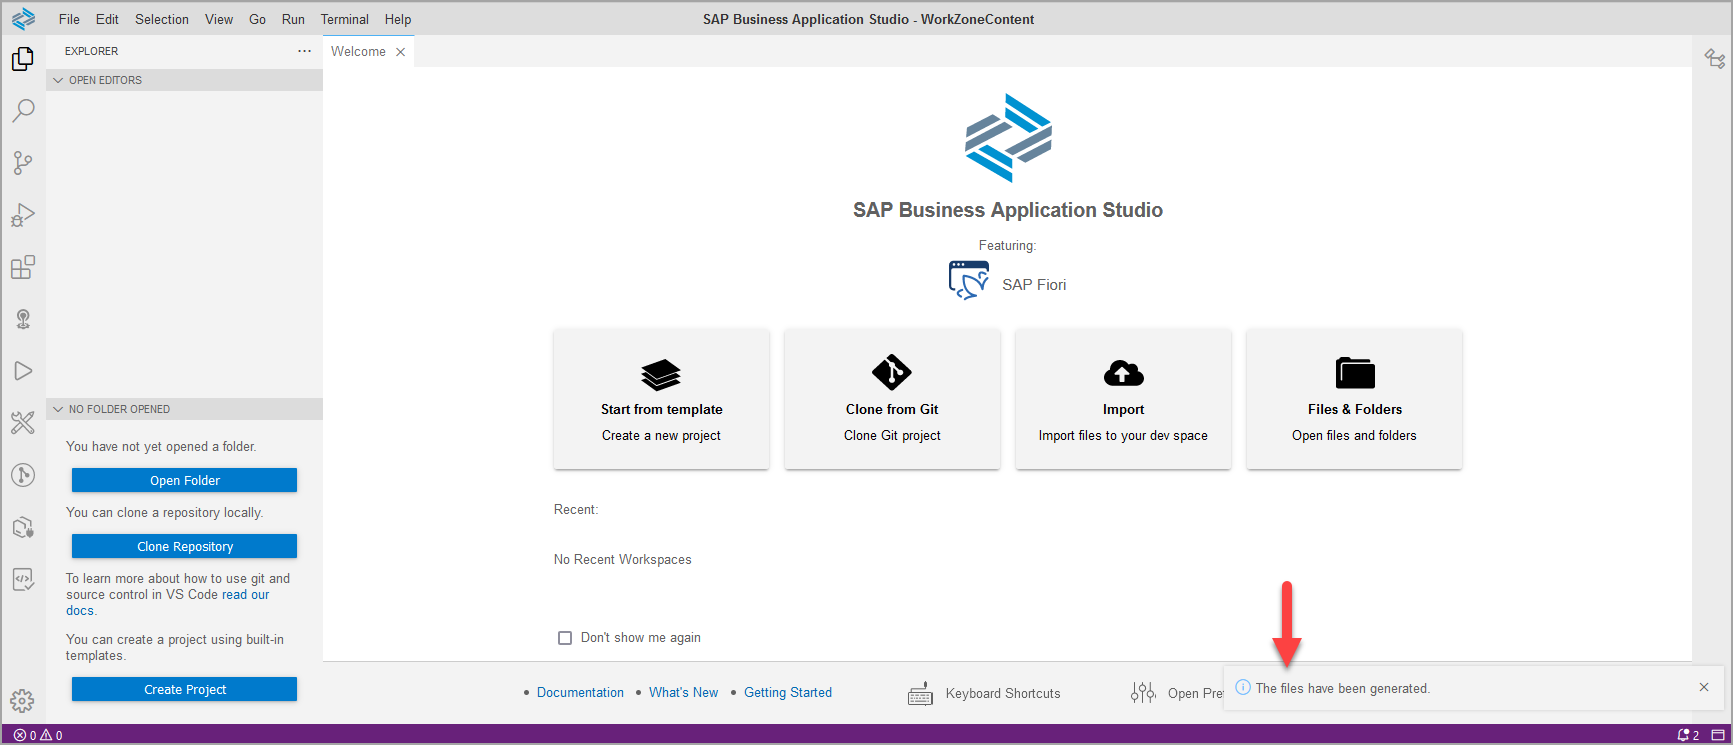 File Edit Selection View Go Run Terminal Help
SAP Business Application Studio - WorkZoneContent
EXPLORER
OPEN EDITORS
NO FOLDER OPENED
You have not yet opened a folder.
Open Folder
You can clone a repository locally.
Clone Repository
To learn more about how to use git and
source control in VS Code read our
docs.
You can create a project using built-in
templates.
Create Project
Welcome
SAP Business Application Studio
Featuring:
SAP Fiori
Start from template
Create a new project
Clone from Git
Clone Git project
Import
Import files to your dev space
Files & Folders
Open files and folders
Recent:
No Recent Workspaces
Don't show me again
• Documentation • What's New • Getting Started
Keyboard Shortcuts
Open Pre
The files have been generated.
0 0
2